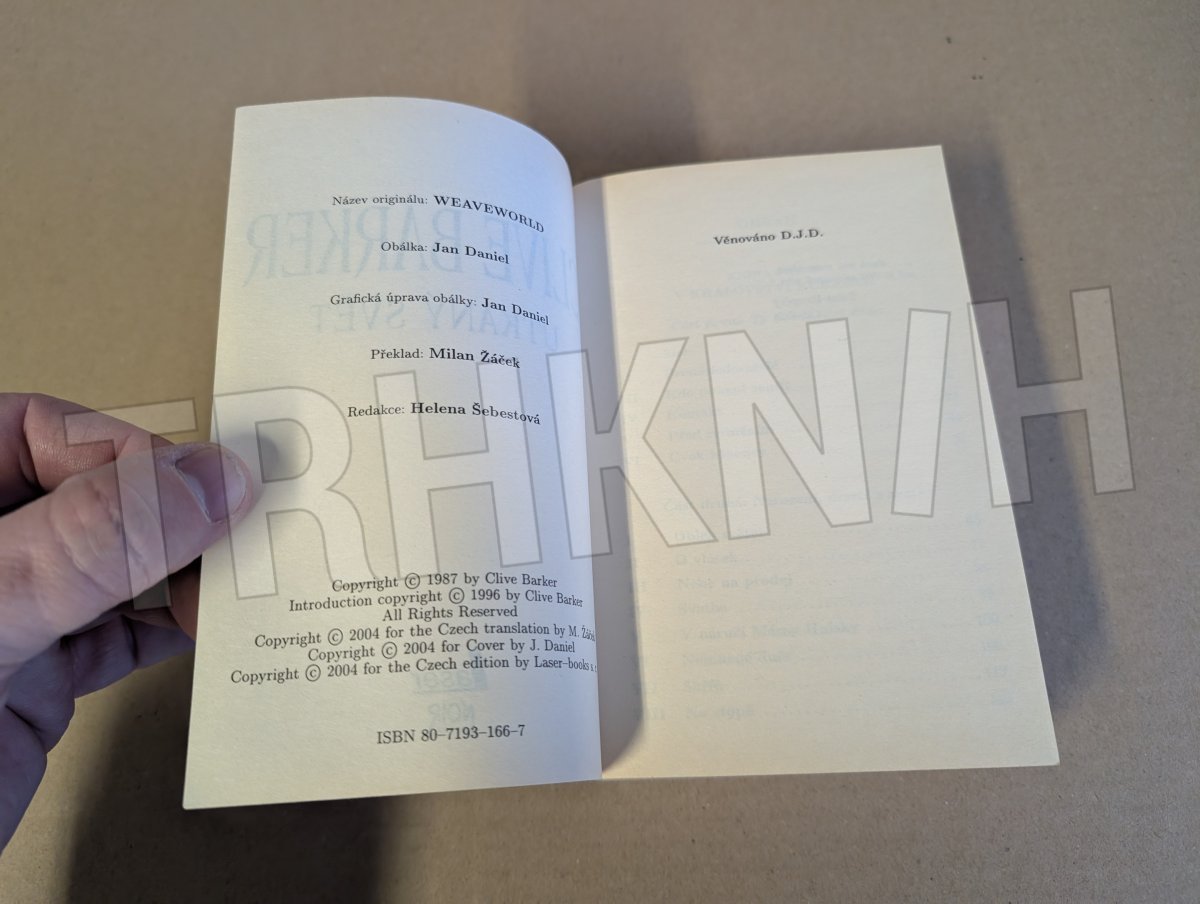 Název originálu: WEAVEWORLD
Obálka: Jan Daniel
Grafická úprava obálky: Jan Daniel
Překlad: Milan Žáček
Redakce: Helena Šebestová
Copyright © 1987 by Clive Barker
Introduction copyright © 1996 by Clive Barker
All Rights Reserved
Copyright © 2004 for the Czech translation by M. Žáček
Copyright © 2004 for Cover by J. Daniel
Copyright © 2004 for the Czech edition by Laser–books s.
ISBN 80–7193–166–7
Věnováno D.J.D.
TRHKNIH